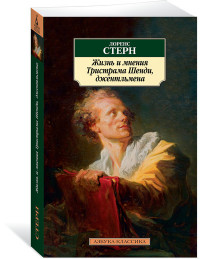 ЛОРЕНС
СТЕРН
Жизнь и мнения
Тристрама Шенди,
джентльмена
АЗБУКА-КЛАССИКА
Жизнь и мнения Тристрама Шенди, джентльмена
СТЕРН